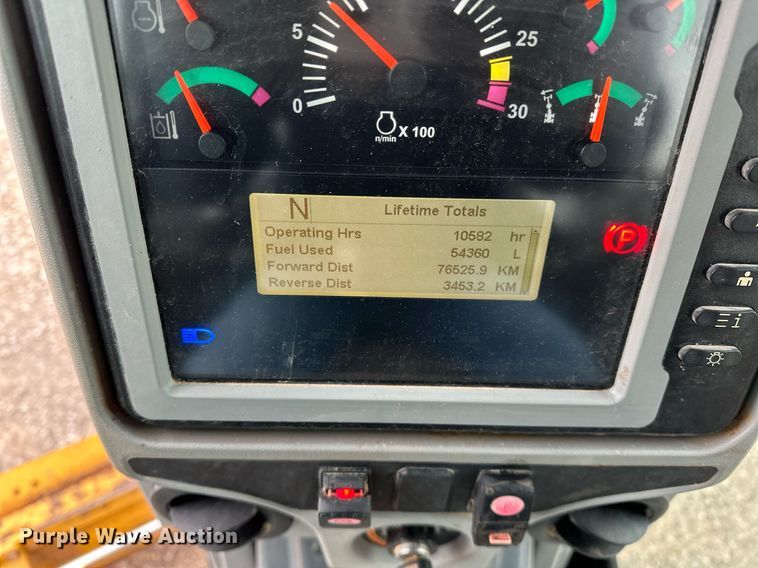 5
25
0
30
n/min X 100
N Lifetime Totals
Operating Hrs 10582 hr
Fuel Used 54360 L
Forward Dist 76525.9 KM
Reverse Dist 3453.2 KM
P
i
Purple Wave Auction